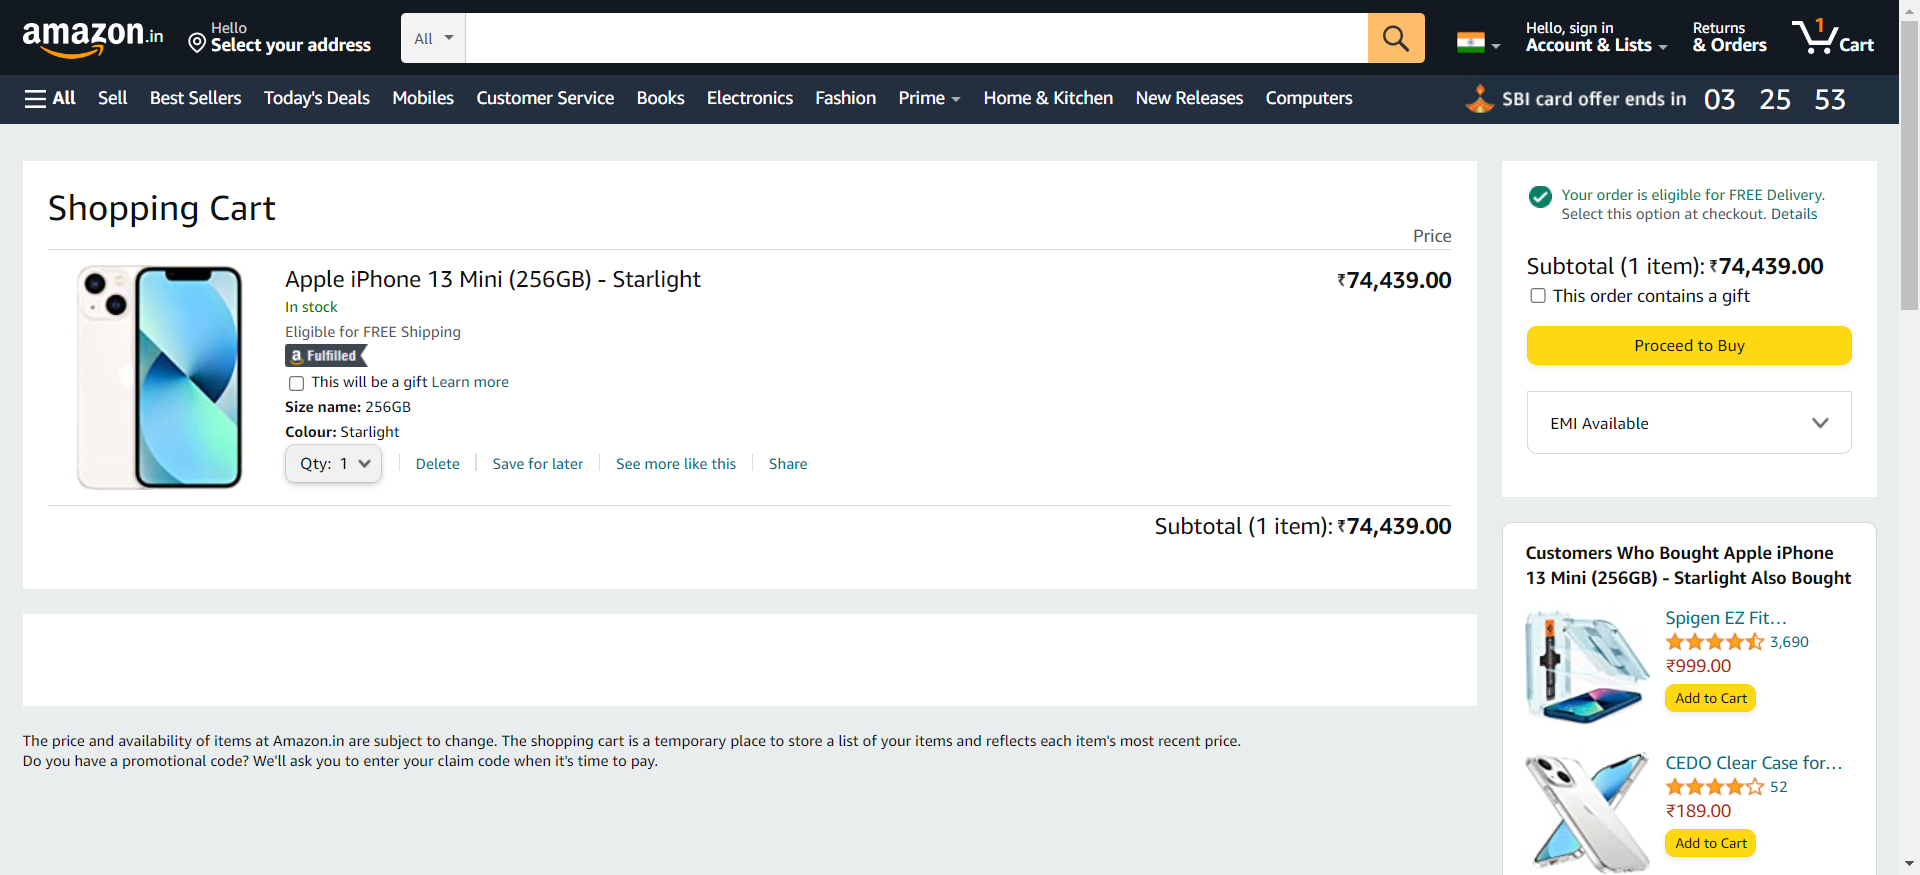 amazon.in
Hello
Select your address
All
Hello, sign in
Account & Lists
Returns
& Orders
1
Cart
All
Sell
Best Sellers
Today's Deals
Mobiles
Customer Service
Books
Electronics
Fashion
Prime
Home & Kitchen
New Releases
Computers
SBI card offer ends in 03 25 53
Shopping Cart
Price
Apple iPhone 13 Mini (256GB) - Starlight
₹74,439.00
In stock
Eligible for FREE Shipping
a Fulfilled
This will be a gift Learn more
Size name: 256GB
Colour: Starlight
Qty: 1
Delete
Save for later
See more like this
Share
Subtotal (1 item): ₹74,439.00
The price and availability of items at Amazon.in are subject to change. The shopping cart is a temporary place to store a list of your items and reflects each item's most recent price.
Do you have a promotional code? We'll ask you to enter your claim code when it's time to pay.
Your order is eligible for FREE Delivery.
Select this option at checkout. Details
Subtotal (1 item): ₹74,439.00
This order contains a gift
Proceed to Buy
EMI Available
Customers Who Bought Apple iPhone
13 Mini (256GB) - Starlight Also Bought
Spigen EZ Fit...
3,690
₹999.00
Add to Cart
CEDO Clear Case for...
52
₹189.00
Add to Cart